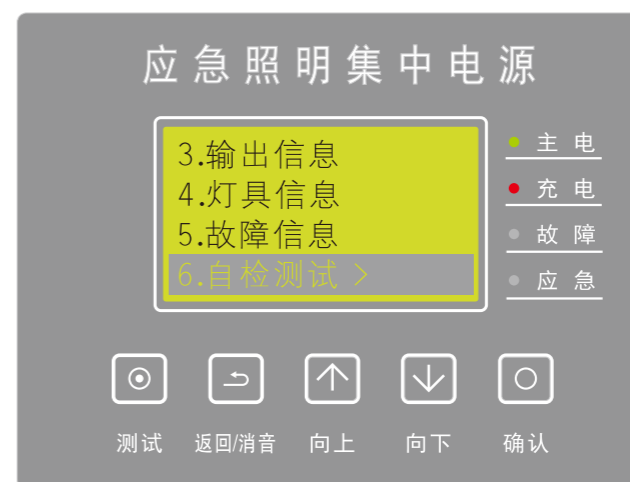 应急照明集中电源
3.输出信息
4.灯具信息
5.故障信息
6.自检测试 >
主电
充电
故障
应急
测试 返回/消音 向上 向下 确认